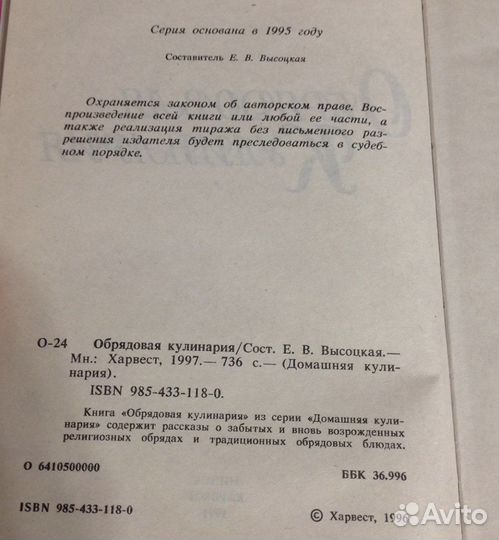 Серия основана в 1995 году
Составитель Е. В. Высоцкая
Охраняется законом об авторском праве. Вос-
произведение всей книги или любой ее части, а
также реализация тиража без письменного раз-
решения издателя будет преследоваться в судеб-
ном порядке.
О-24 Обрядовая кулинария/Сост. Е. В. Высоцкая.—
Мн.: Харвест, 1997.— 736 с.— (Домашняя кули-
нария).
ISBN 985-433-118-0.
Книга «Обрядовая кулинария» из серии «Домашняя кули-
нария» содержит рассказы о забытых и вновь возрожденных
религиозных обрядах и традиционных обрядовых блюдах.
О 6410500000 ББК 36.996
ISBN 985-433-118-0 © Харвест, 1996
Avito